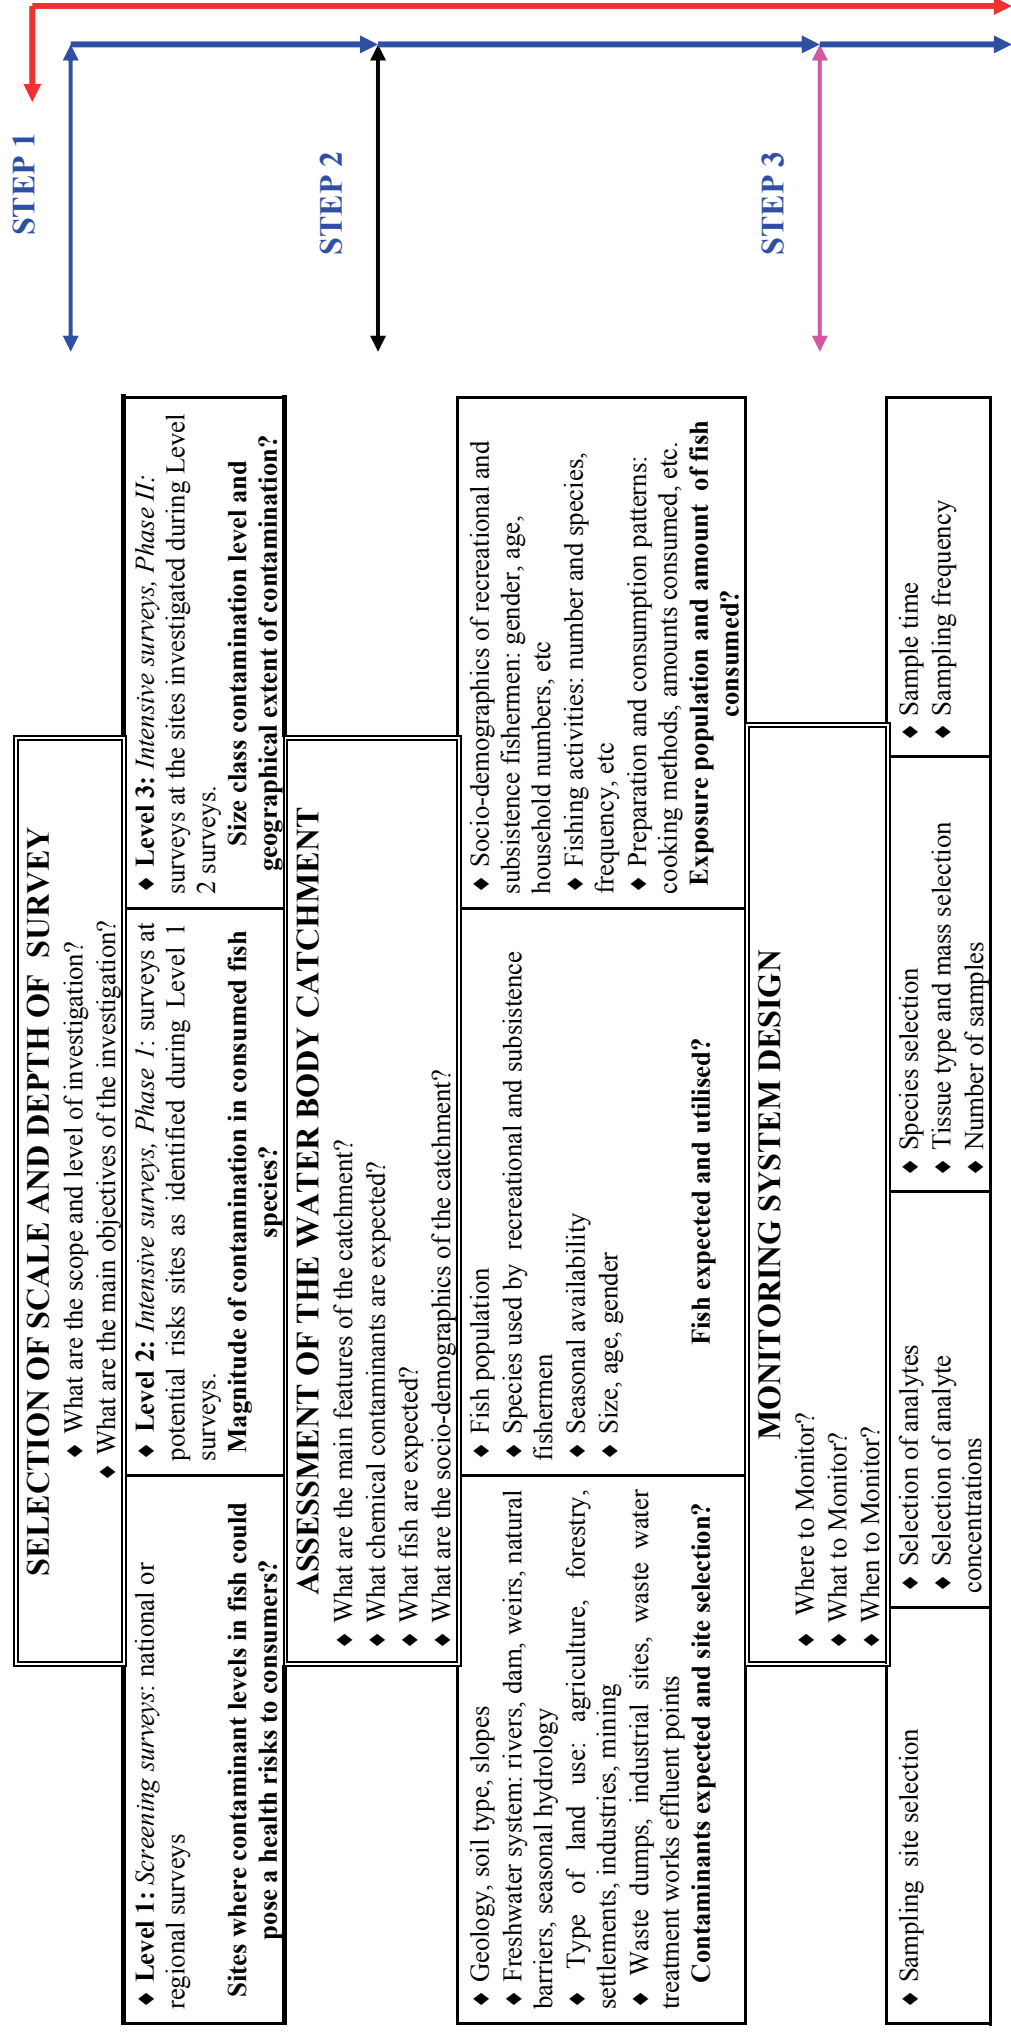 STEP 1
SELECTION OF SCALE AND DEPTH OF SURVEY
♦ What are the scope and level of investigation?
♦ What are the main objectives of the investigation?
♦ Level 1: Screening surveys: national or
regional surveys
Sites where contaminant levels in fish could
pose a health risks to consumers?
♦ Level 2: Intensive surveys, Phase I: surveys at
potential risks sites as identified during Level 1
surveys.
Magnitude of contamination in consumed fish
species?
♦ Level 3: Intensive surveys, Phase II:
surveys at the sites investigated during Level
2 surveys.
Size class contamination level and
geographical extent of contamination?
STEP 2
ASSESSMENT OF THE WATER BODY CATCHMENT
♦ What are the main features of the catchment?
♦ What chemical contaminants are expected?
♦ What fish are expected?
♦ What are the socio-demographics of the catchment?
♦ Geology, soil type, slopes
♦ Freshwater system: rivers, dam, weirs, natural
barriers, seasonal hydrology
♦ Type of land use: agriculture, forestry,
settlements, industries, mining
♦ Waste dumps, industrial sites, waste water
treatment works effluent points
Contaminants expected and site selection?
♦ Fish population
♦ Species used by recreational and subsistence
fishermen
♦ Seasonal availability
♦ Size, age, gender
Fish expected and utilised?
♦ Socio-demographics of recreational and
subsistence fishermen: gender, age,
household numbers, etc
♦ Fishing activities: number and species,
frequency, etc
♦ Preparation and consumption patterns:
cooking methods, amounts consumed, etc.
Exposure population and amount of fish
consumed?
STEP 3
MONITORING SYSTEM DESIGN
♦ Where to Monitor?
♦ What to Monitor?
♦ When to Monitor?
♦ Sampling site selection
♦ Selection of analytes
♦ Selection of analyte
concentrations
♦ Species selection
♦ Tissue type and mass selection
♦ Number of samples
♦ Sample time
♦ Sampling frequency